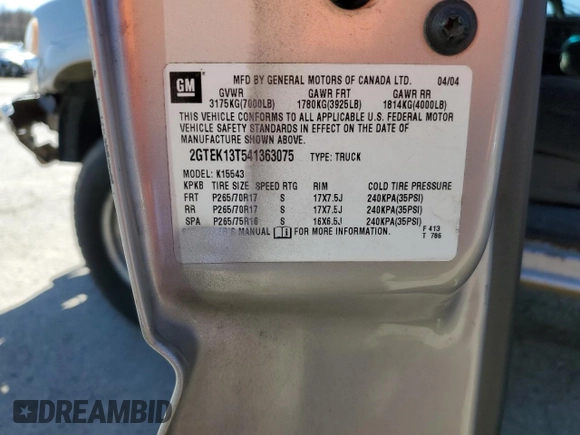 GM
MFD BY GENERAL MOTORS OF CANADA LTD. 04/04
GVWR GAWR FRT GAWR RR
3175KG(7000LB) 1780KG(3925LB) 1814KG(4000LB)
THIS VEHICLE CONFORMS TO ALL APPLICABLE U.S. FEDERAL MOTOR
VEHICLE SAFETY STANDARDS IN EFFECT ON THE DATE OF
MANUFACTURE SHOWN ABOVE.
2GTEK13T541363075 TYPE: TRUCK
MODEL: K15543
KPKB TIRE SIZE SPEED RTG RIM COLD TIRE PRESSURE
FRT P265/70R17 S 17X7.5J 240KPA(35PSI)
RR P265/70R17 S 17X7.5J 240KPA(35PSI)
SPA P265/75R16 S 16X6.5J 240KPA(35PSI)
MANUAL FOR MORE INFORMATION.
F 413
T 786
DREAMBID